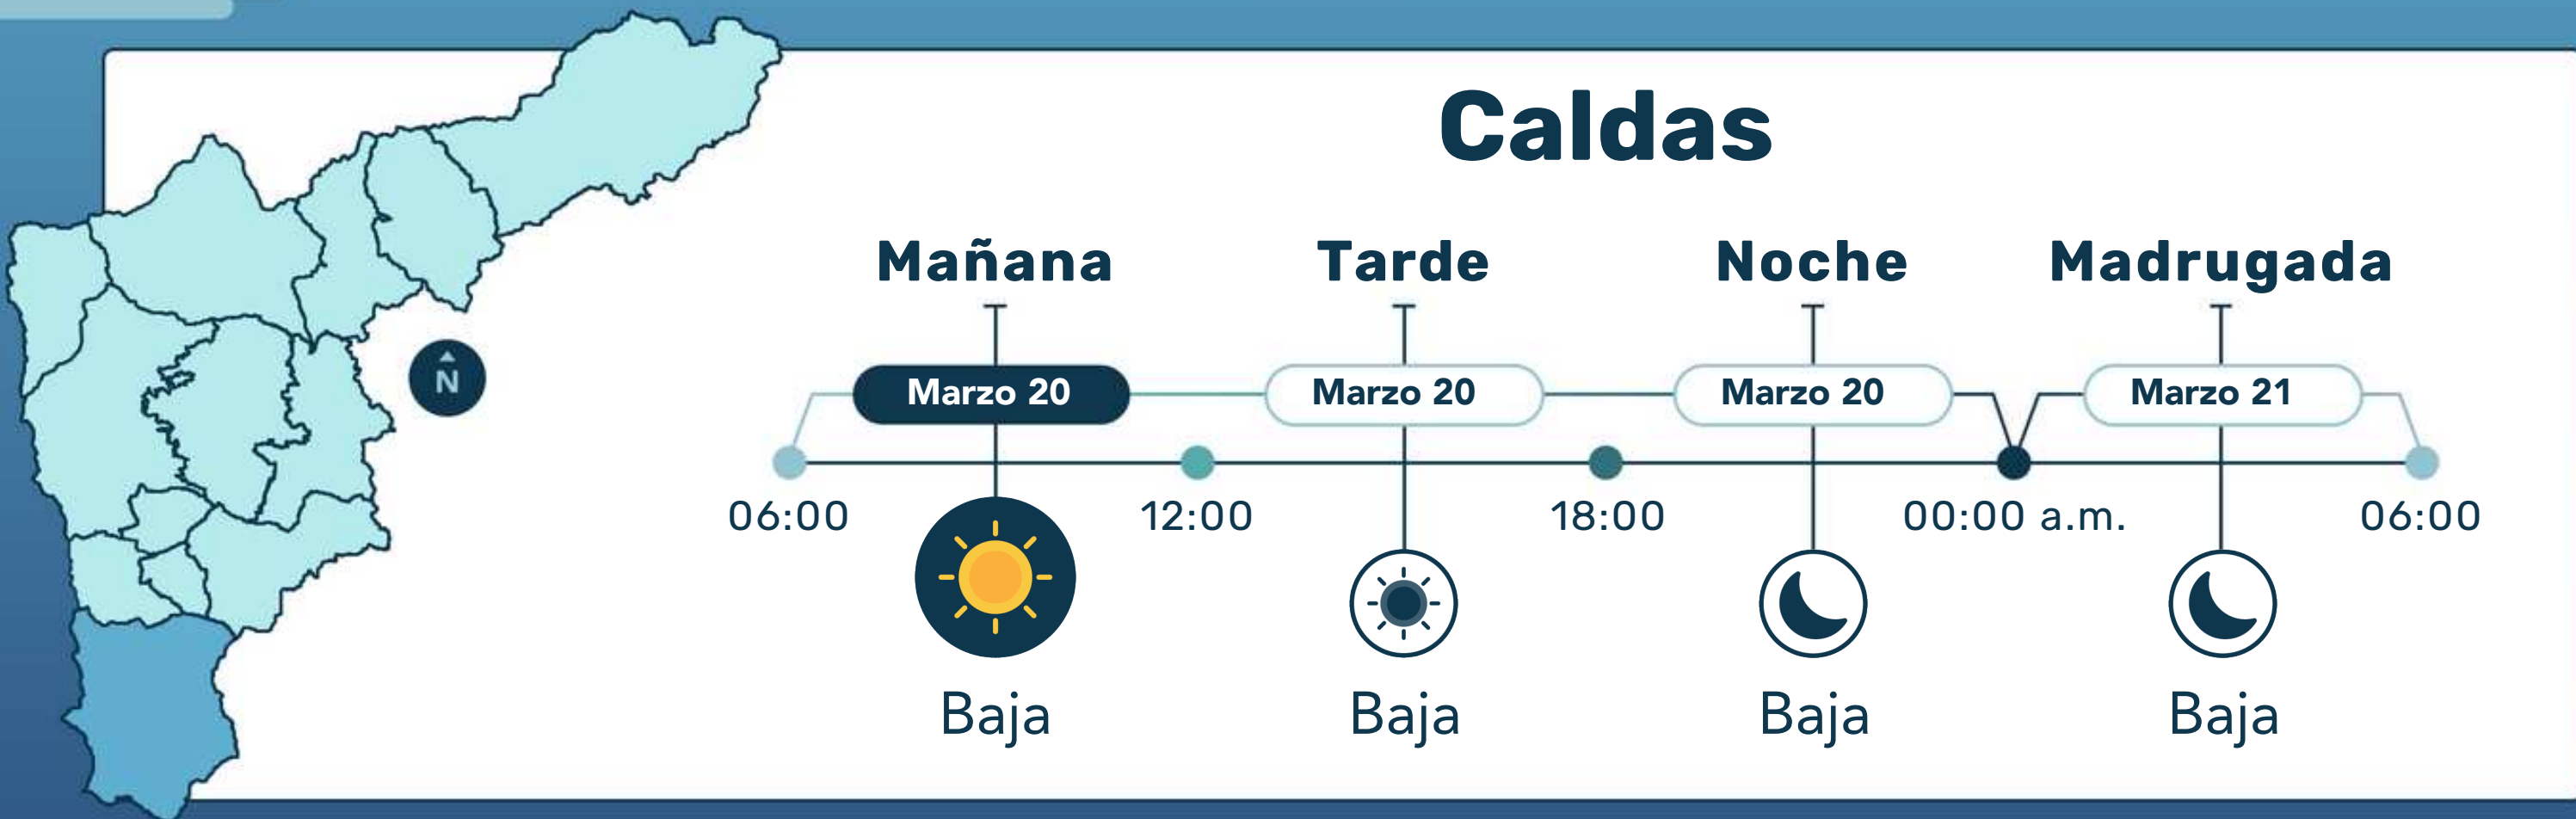 Caldas
Mañana Tarde Noche Madrugada
Marzo 20 Marzo 20 Marzo 20 Marzo 21
N
06:00 12:00 18:00 00:00 a.m. 06:00
Baja Baja Baja Baja